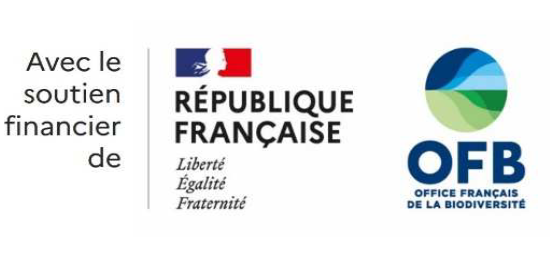 Avec le
soutien
financier
de
RÉPUBLIQUE
FRANÇAISE
Liberté
Égalité
Fraternité
OFB
OFFICE FRANÇAIS
DE LA BIODIVERSITÉ